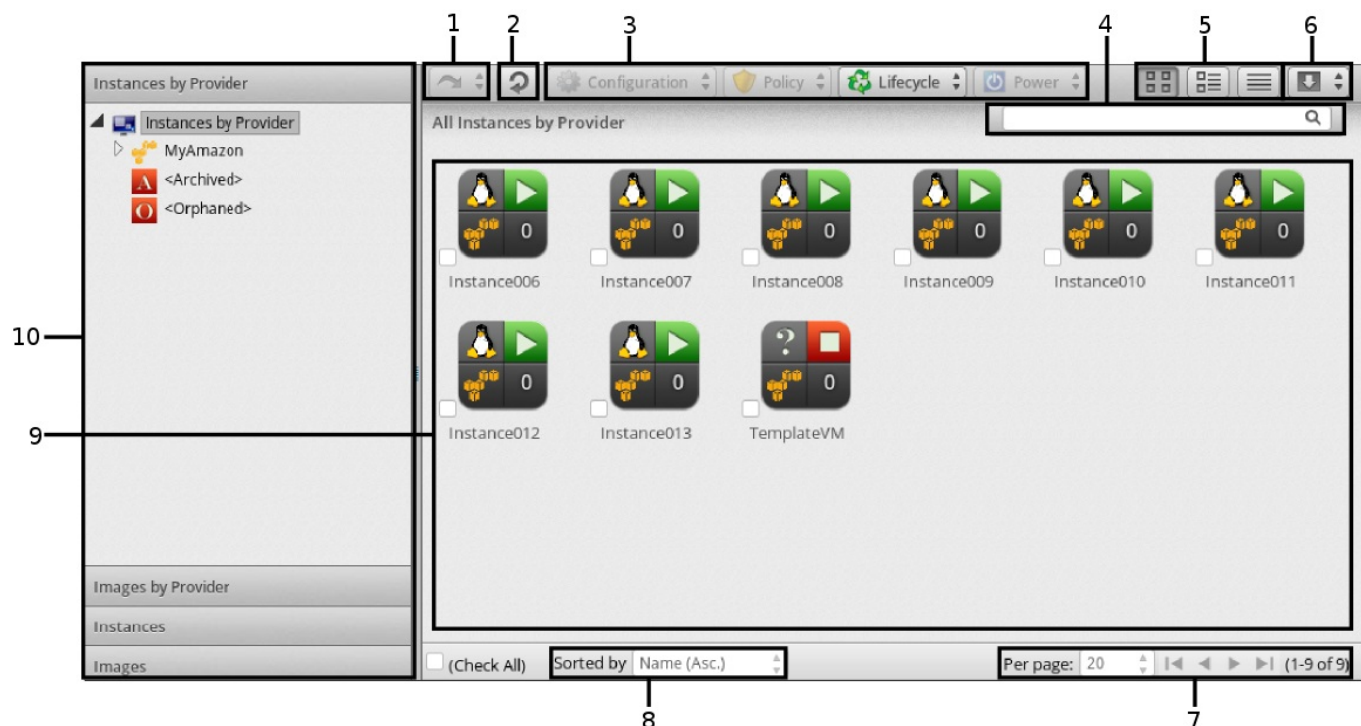 1
2
3
4
5
6
Instances by Provider
Configuration
Policy
Lifecycle
Power
Instances by Provider
MyAmazon
A <Archived>
O <Orphaned>
All Instances by Provider
0
0
0
0
0
0
Instance006
Instance007
Instance008
Instance009
Instance010
Instance011
10
?
0
0
0
9
Instance012
Instance013
TemplateVM
Images by Provider
Instances
Images
(Check All)
Sorted by Name (Asc.)
Per page: 20
(1-9 of 9)
8
7